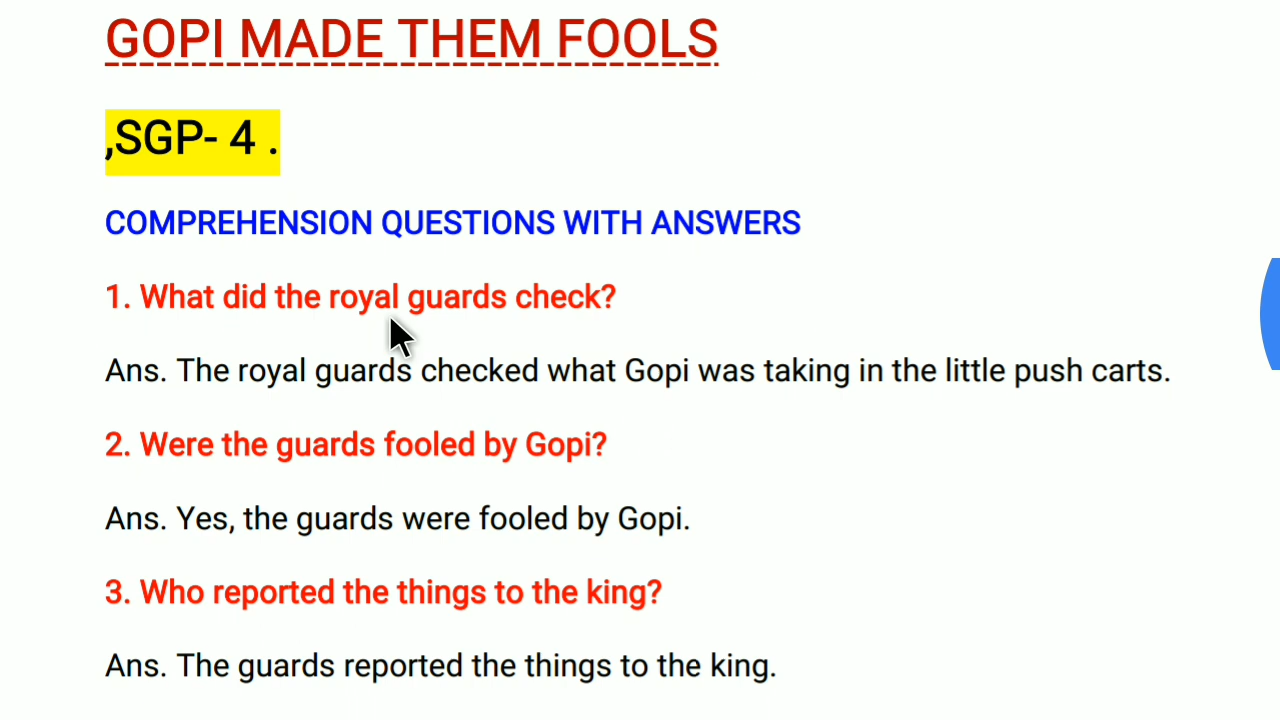 GOPI MADE THEM FOOLS
,SGP- 4 .
COMPREHENSION QUESTIONS WITH ANSWERS
1. What did the royal guards check?
Ans. The royal guards checked what Gopi was taking in the little push carts.
2. Were the guards fooled by Gopi?
Ans. Yes, the guards were fooled by Gopi.
3. Who reported the things to the king?
Ans. The guards reported the things to the king.